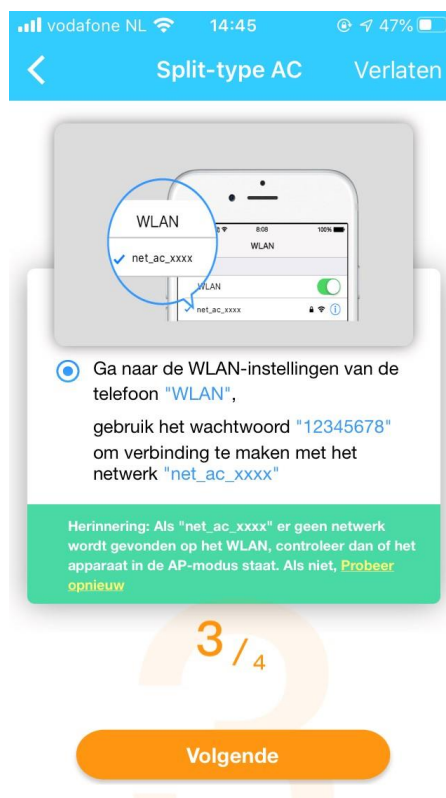 vodafone NL 14:45 47%
Split-type AC Verlaten
8:08 100%
WLAN
WLAN
net_ac_xxxx
WLAN
net_ac_xxxx
Ga naar de WLAN-instellingen van de
telefoon "WLAN",
gebruik het wachtwoord "12345678"
om verbinding te maken met het
netwerk "net_ac_xxxx"
Herinnering: Als "net_ac_xxxx" er geen netwerk
wordt gevonden op het WLAN, controleer dan of het
apparaat in de AP-modus staat. Als niet, Probeer
opnieuw
3 / 4
Volgende